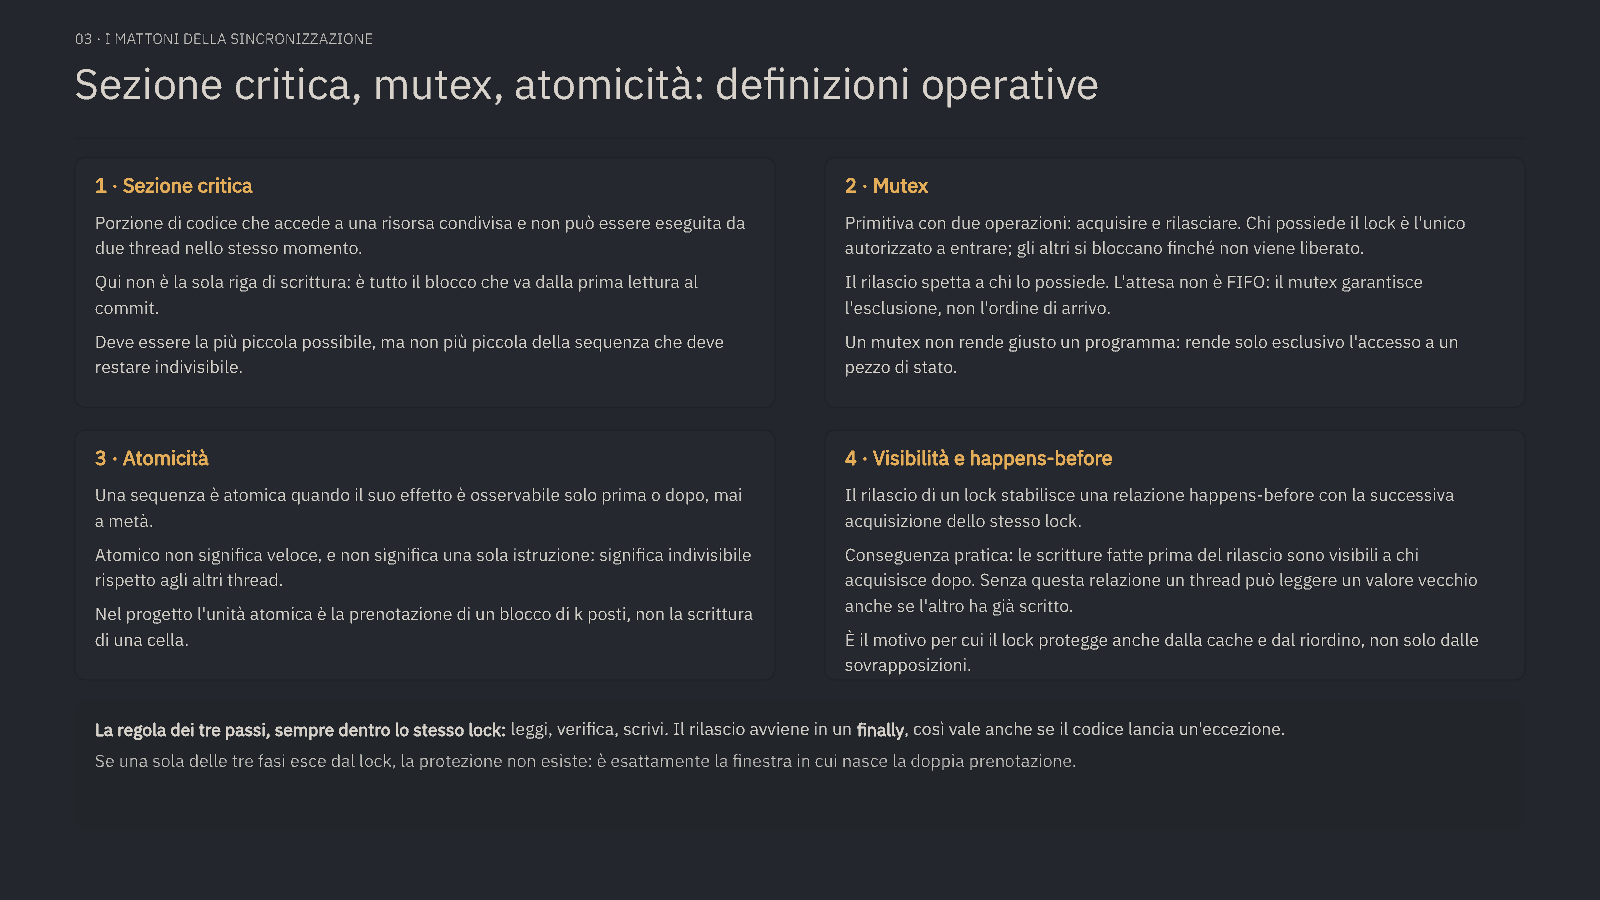 03 · I MATTONI DELLA SINCRONIZZAZIONE
Sezione critica, mutex, atomicità: definizioni operative
1 · Sezione critica
Porzione di codice che accede a una risorsa condivisa e non può essere eseguita da
due thread nello stesso momento.
Qui non è la sola riga di scrittura: è tutto il blocco che va dalla prima lettura al
commit.
Deve essere la più piccola possibile, ma non più piccola della sequenza che deve
restare indivisibile.
2 · Mutex
Primitiva con due operazioni: acquisire e rilasciare. Chi possiede il lock è l'unico
autorizzato a entrare; gli altri si bloccano finché non viene liberato.
Il rilascio spetta a chi lo possiede. L'attesa non è FIFO: il mutex garantisce
l'esclusione, non l'ordine di arrivo.
Un mutex non rende giusto un programma: rende solo esclusivo l'accesso a un
pezzo di stato.
3 · Atomicità
Una sequenza è atomica quando il suo effetto è osservabile solo prima o dopo, mai
a metà.
Atomico non significa veloce, e non significa una sola istruzione: significa indivisibile
rispetto agli altri thread.
Nel progetto l'unità atomica è la prenotazione di un blocco di k posti, non la scrittura
di una cella.
4 · Visibilità e happens-before
Il rilascio di un lock stabilisce una relazione happens-before con la successiva
acquisizione dello stesso lock.
Conseguenza pratica: le scritture fatte prima del rilascio sono visibili a chi
acquisisce dopo. Senza questa relazione un thread può leggere un valore vecchio
anche se l'altro ha già scritto.
È il motivo per cui il lock protegge anche dalla cache e dal riordino, non solo dalle
sovrapposizioni.
La regola dei tre passi, sempre dentro lo stesso lock: leggi, verifica, scrivi. Il rilascio avviene in un finally, così vale anche se il codice lancia un'eccezione.
Se una sola delle tre fasi esce dal lock, la protezione non esiste: è esattamente la finestra in cui nasce la doppia prenotazione.